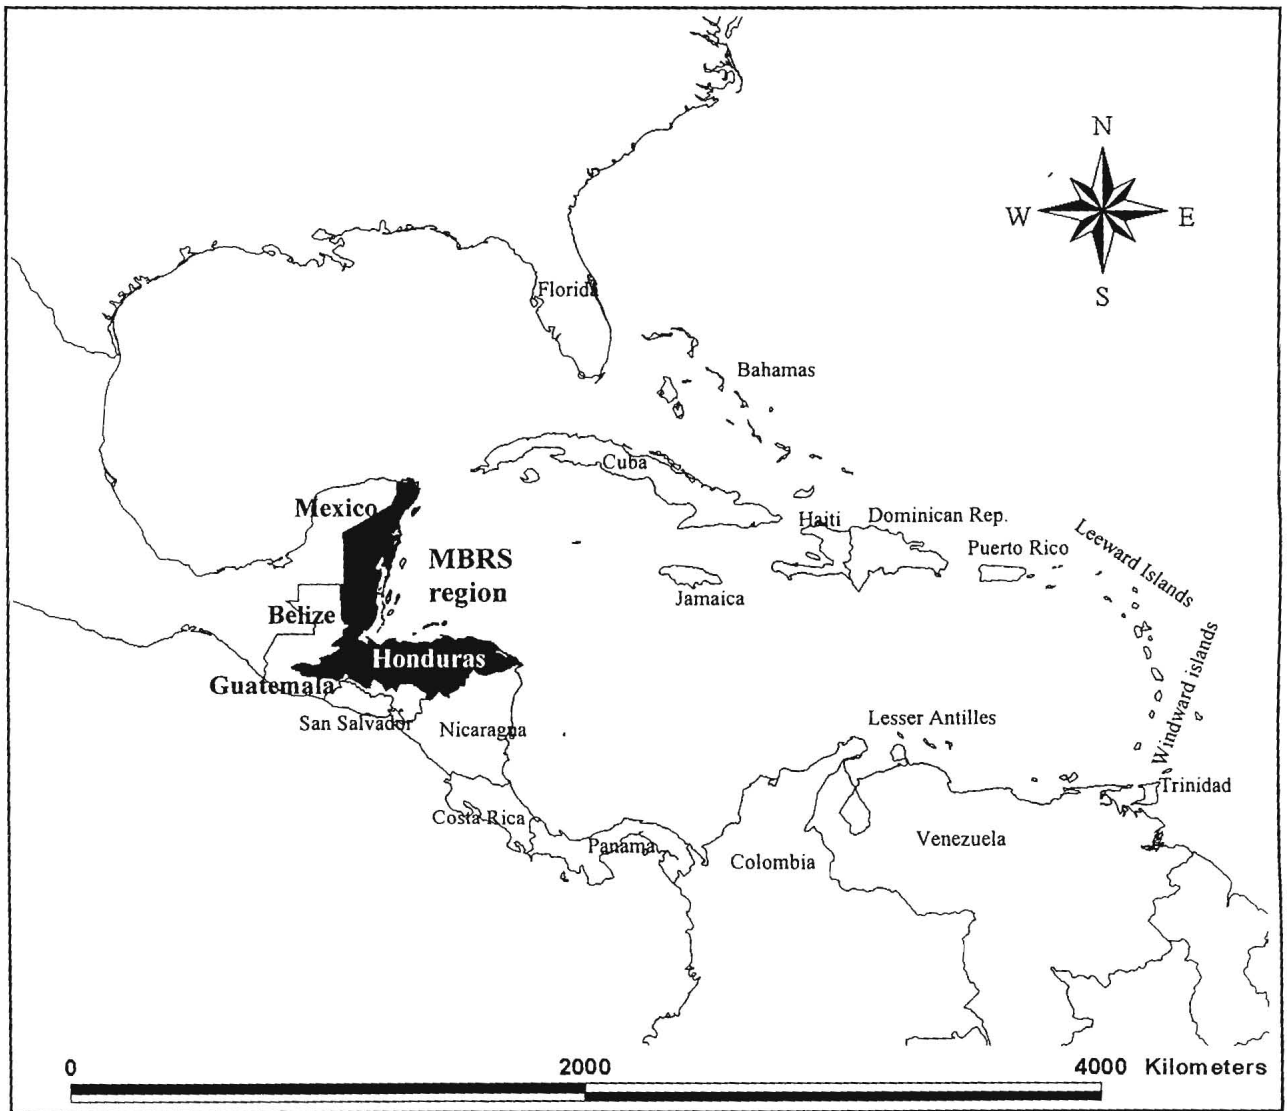 N
W E
S
Florida
Bahamas
Cuba
Mexico
Haiti Dominican Rep.
Puerto Rico
Leeward Islands
MBRS
region
Jamaica
Belize
Honduras
Windward islands
Guatemala
San Salvador
Nicaragua
Lesser Antilles
Trinidad
Costa Rica
Panama
Venezuela
Colombia
0 2000 4000 Kilometers